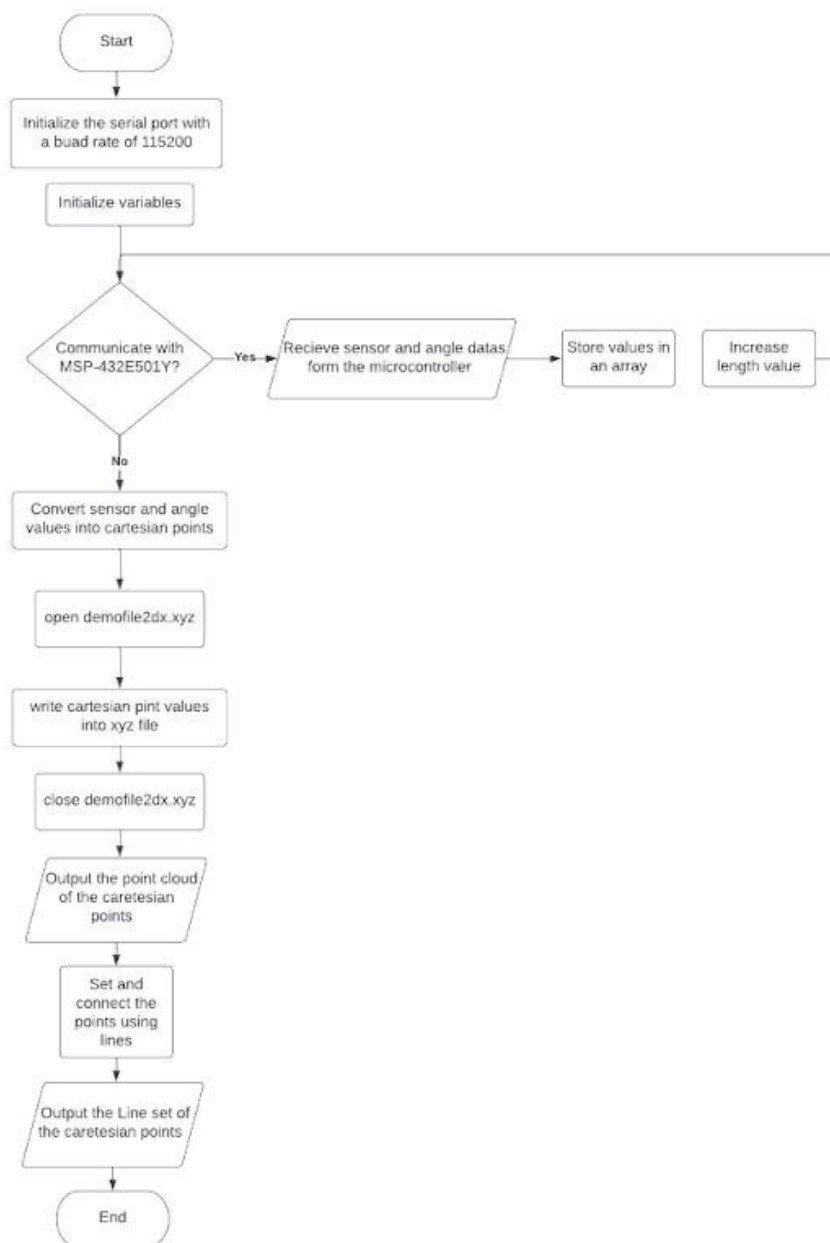 Start
Initialize the serial port with
a buad rate of 115200
Initialize variables
Communicate with
MSP-432E501Y?
Yes
Recieve sensor and angle datas
form the microcontroller
Store values in
an array
Increase
length value
No
Convert sensor and angle
values into cartesian points
open demofile2dx.xyz
write cartesian pint values
into xyz file
close demofile2dx.xyz
Output the point cloud
of the caretesian
points
Set and
connect the
points using
lines
Output the Line set of
the caretesian points
End